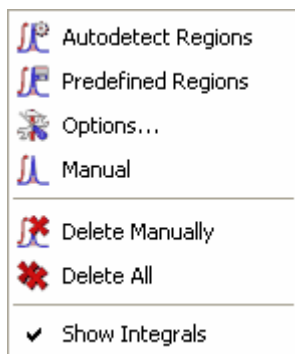 Autodetect Regions
Predefined Regions
Options...
Manual
Delete Manually
Delete All
Show Integrals